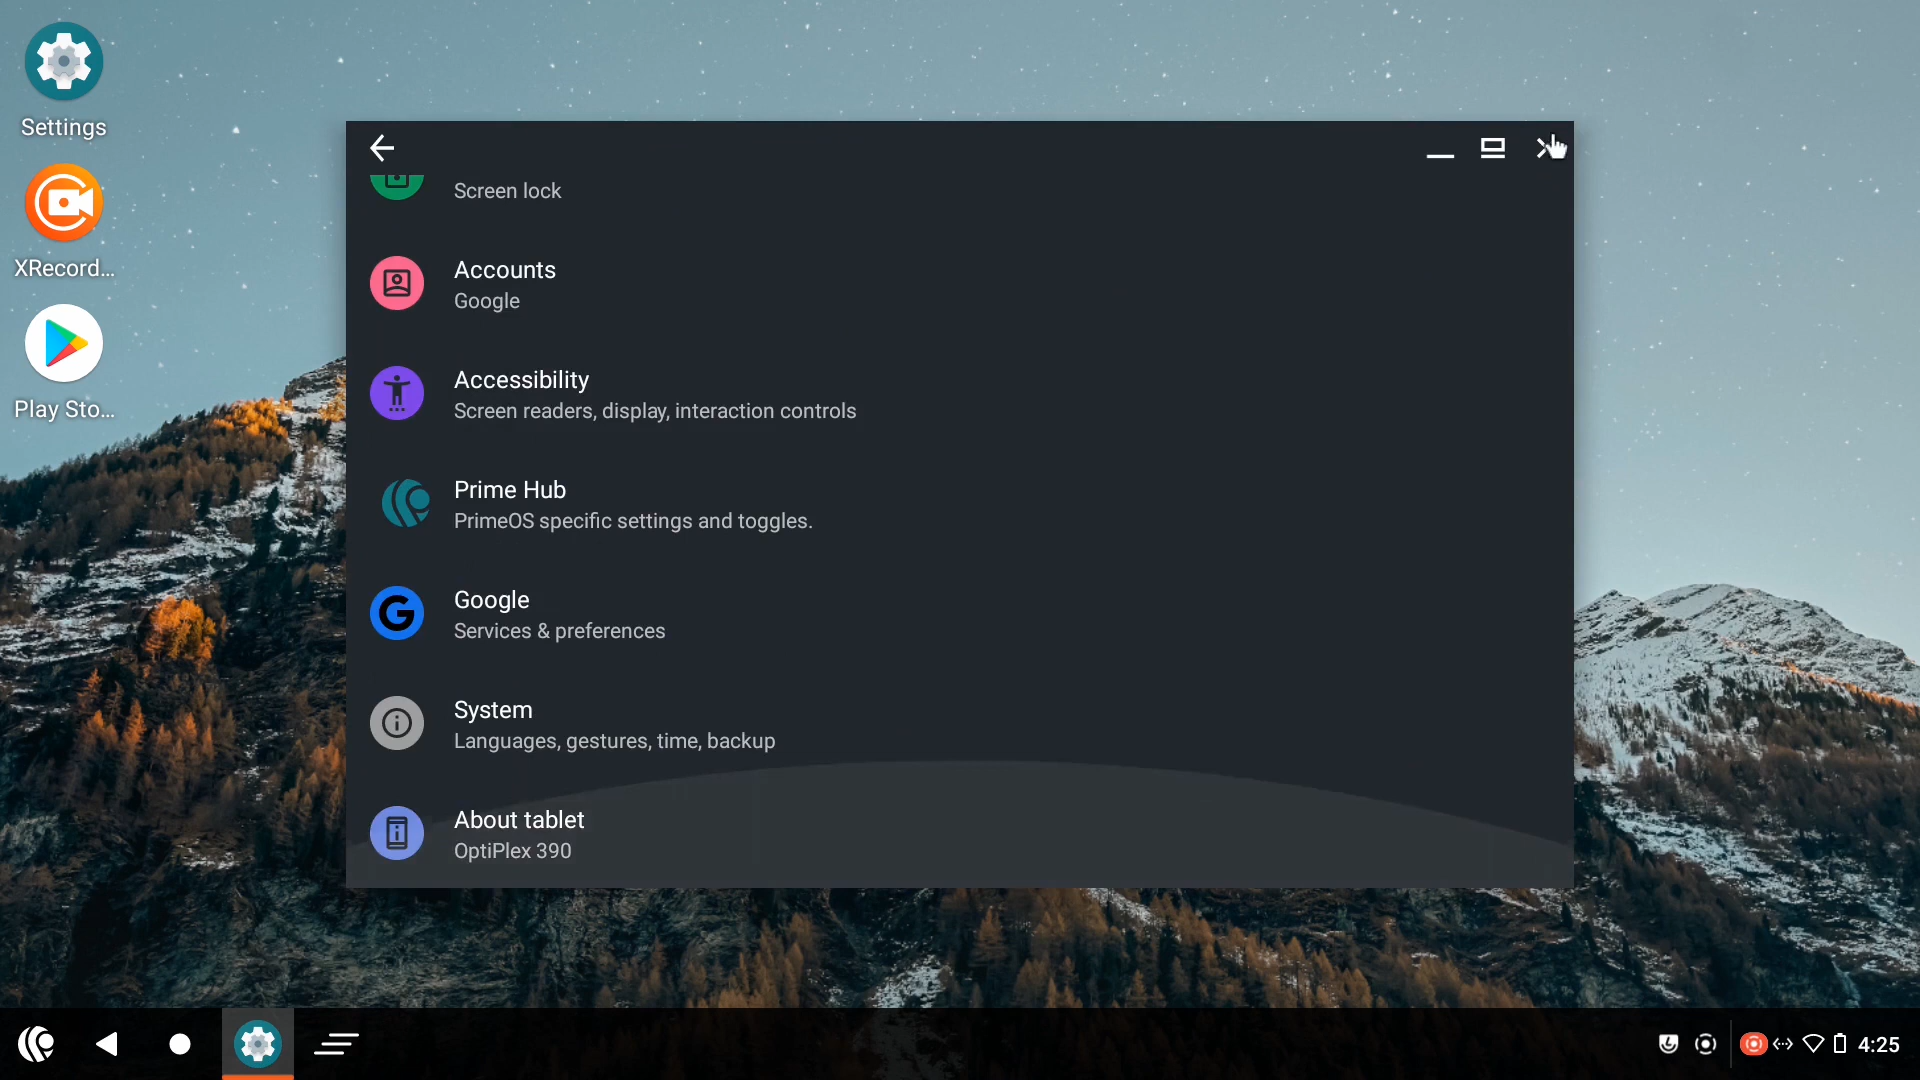 Settings
XRecord...
Play Sto...
Screen lock
Accounts
Google
Accessibility
Screen readers, display, interaction controls
Prime Hub
PrimeOS specific settings and toggles.
Google
Services & preferences
System
Languages, gestures, time, backup
About tablet
OptiPlex 390
4:25